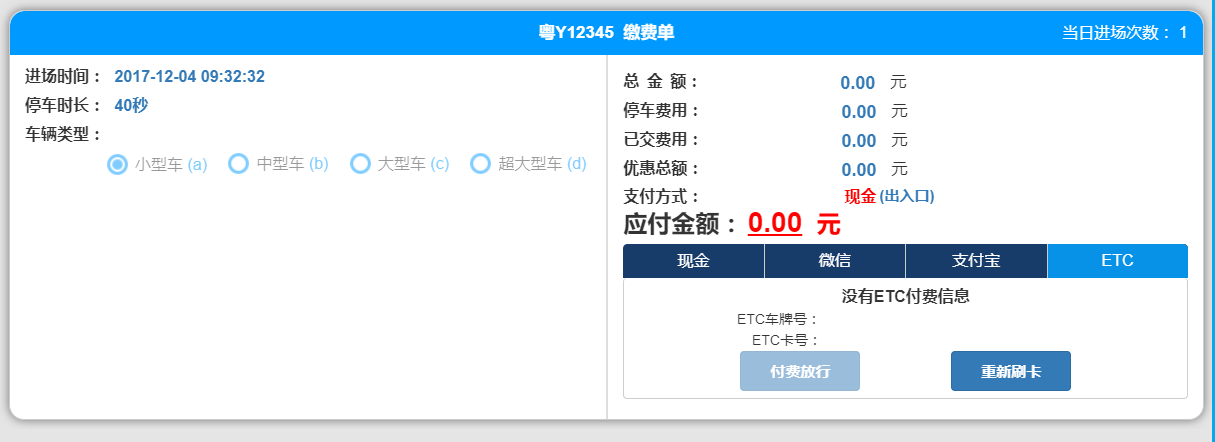 粤Y12345 缴费单
当日进场次数： 1
进场时间： 2017-12-04 09:32:32
停车时长： 40秒
车辆类型：
小型车 (a) 中型车 (b) 大型车 (c) 超大型车 (d)
总 金 额： 0.00 元
停车费用： 0.00 元
已交费用： 0.00 元
优惠总额： 0.00 元
支付方式： 现金 (出入口)
应付金额： 0.00 元
现金 微信 支付宝 ETC
没有ETC付费信息
ETC车牌号：
ETC卡号：
付费放行 重新刷卡